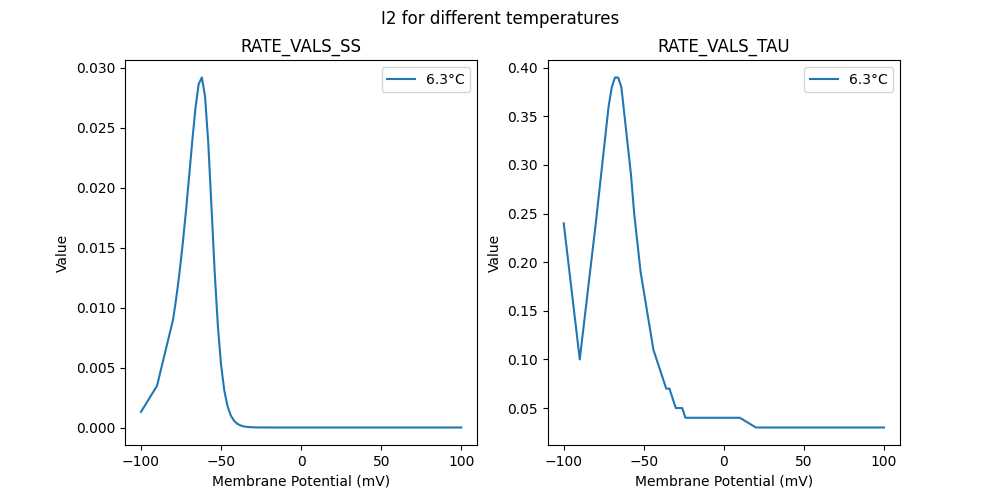 I2 for different temperatures
RATE_VALS_SS
RATE_VALS_TAU
6.3°C
6.3°C
0.030
0.025
0.020
0.015
0.010
0.005
0.000
Value
−100
−50
0
50
100
Membrane Potential (mV)
0.40
0.35
0.30
0.25
0.20
0.15
0.10
0.05
Value
−100
−50
0
50
100
Membrane Potential (mV)